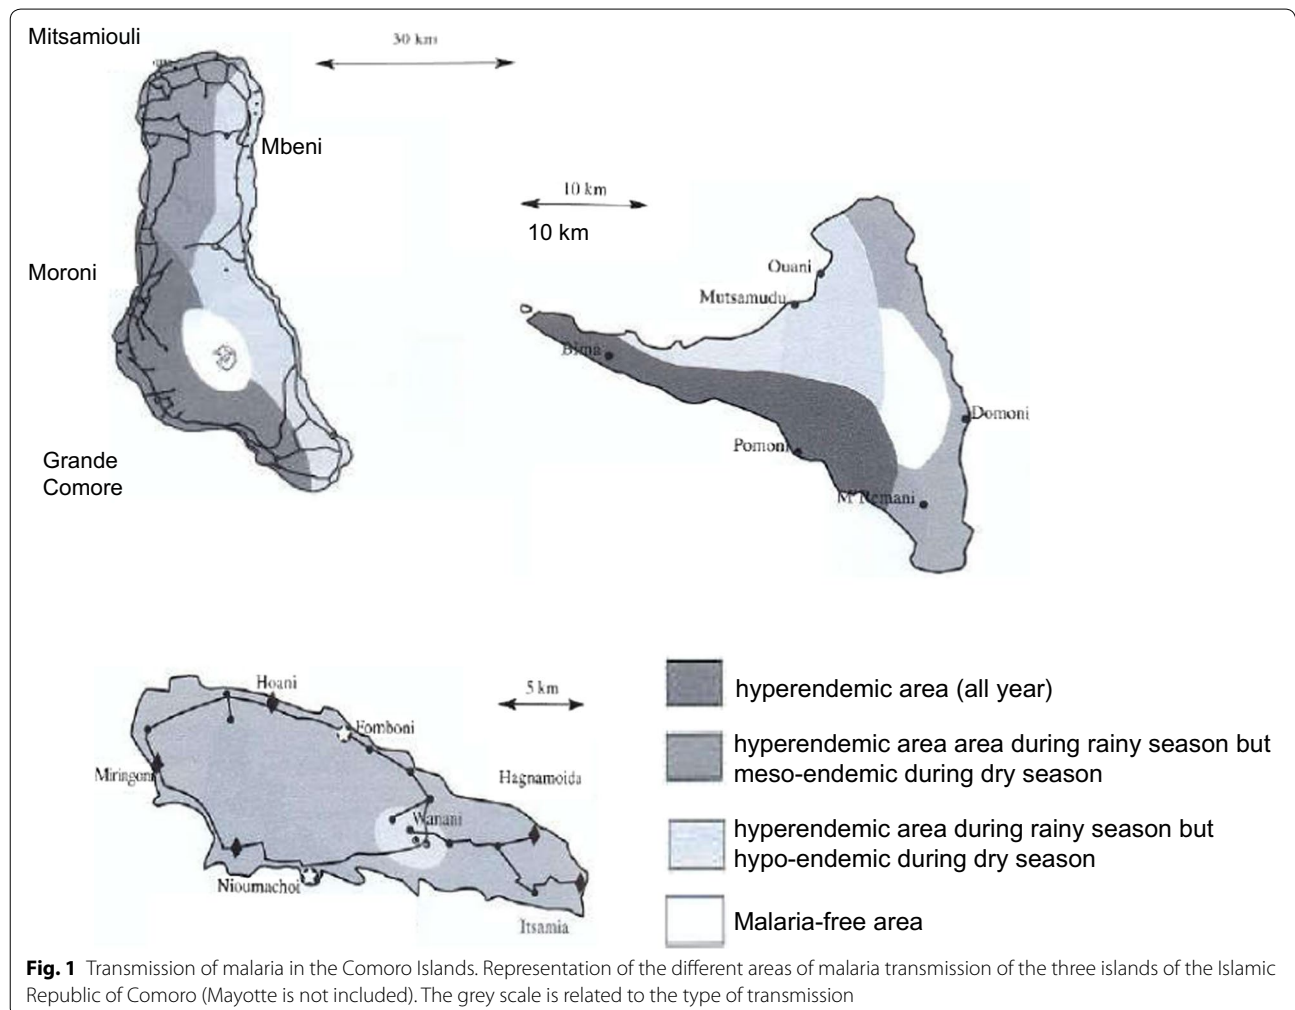 Mitsamiouli
30 km
Mbeni
10 km
10 km
Moroni
Ouani
Mutsamudu
Bima
Domoni
Pomoni
Grande
Comore
M'Remani
Hoani
5 km
Fomboni
Miringoni
Hagnamoida
Wanani
Nioumachoi
Itsamia
hyperendemic area (all year)
hyperendemic area area during rainy season but
meso-endemic during dry season
hyperendemic area during rainy season but
hypo-endemic during dry season
Malaria-free area
Fig. 1 Transmission of malaria in the Comoro Islands. Representation of the different areas of malaria transmission of the three islands of the Islamic
Republic of Comoro (Mayotte is not included). The grey scale is related to the type of transmission